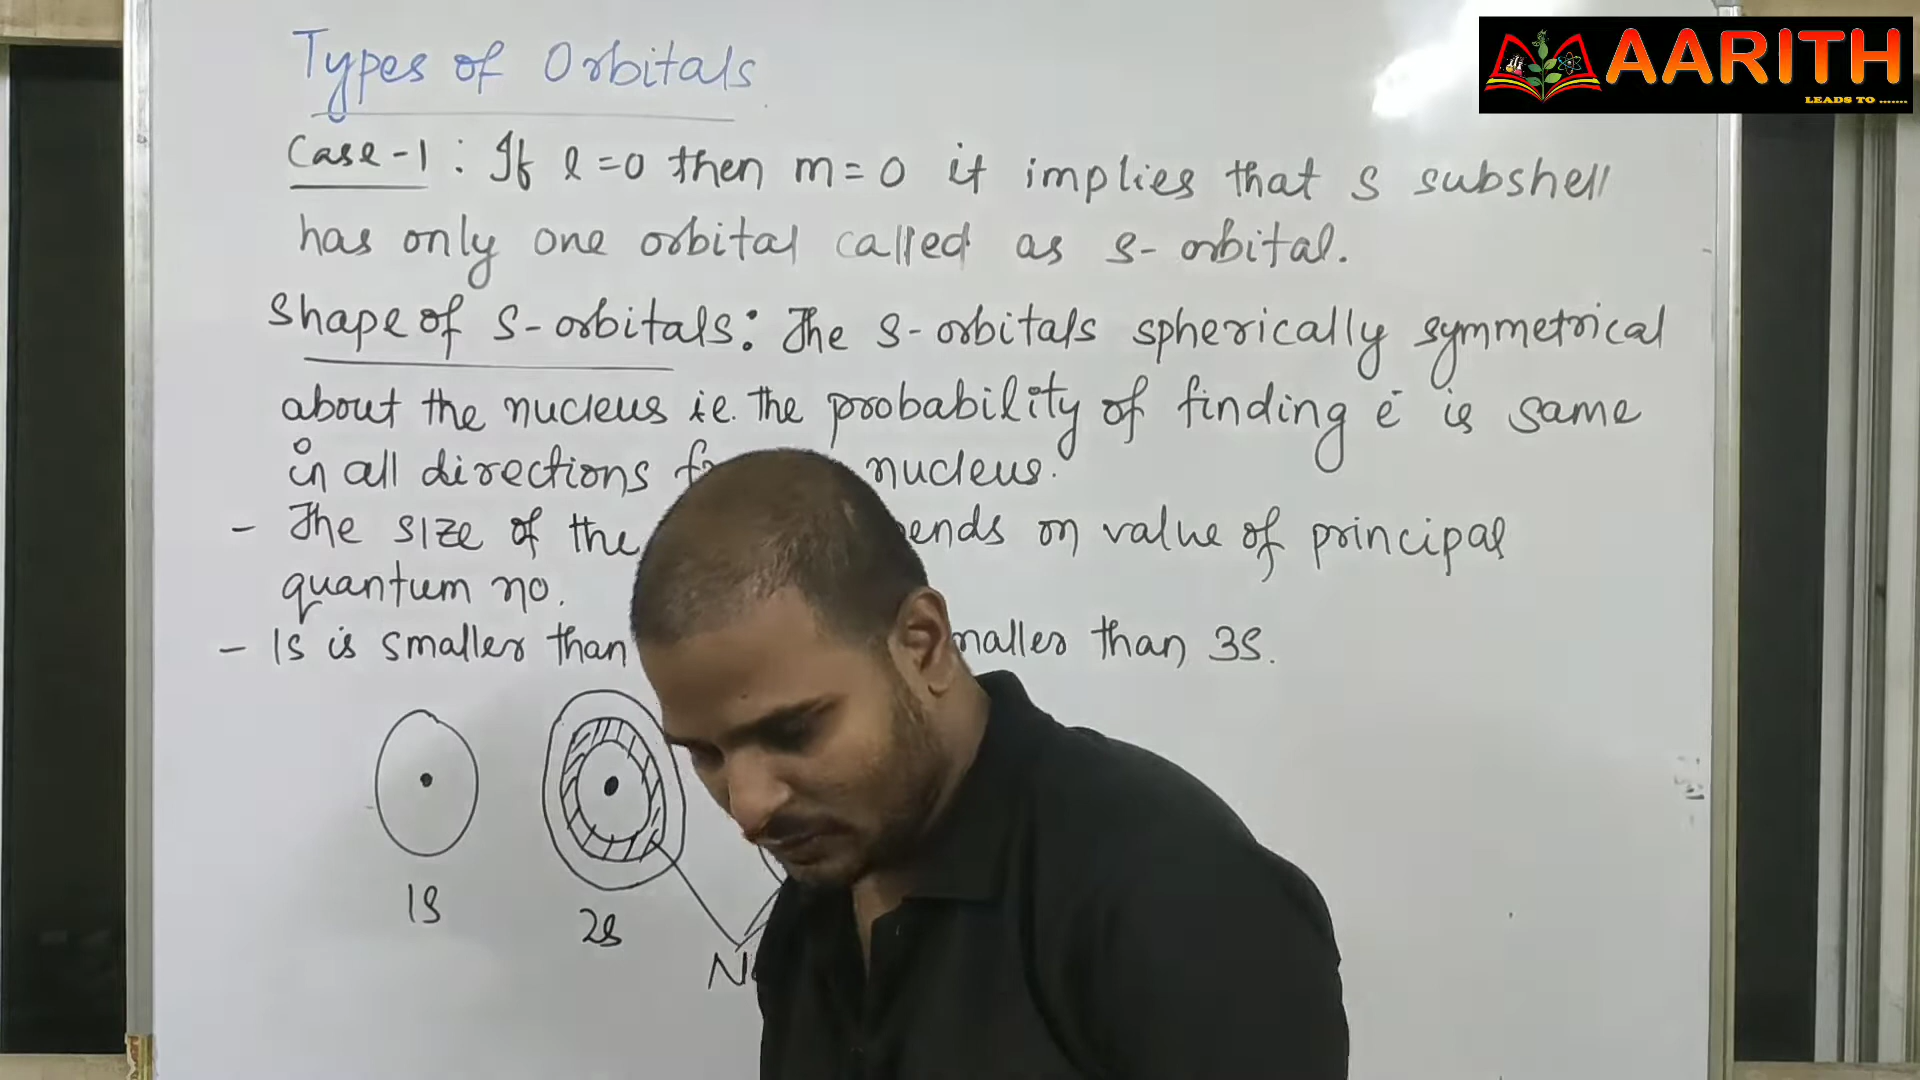 Types of Orbitals
Case-1 : If l=0 then m=0 it implies that s subshell
has only one orbital called as s-orbital.
Shape of s-orbitals: The s-orbitals spherically symmetrical
about the nucleus i.e. the probability of finding e⁻ is same
in all directions nucleus.
- The size of the on value of principal
quantum no.
- 1s is smaller than than 3s.
1s
2s
AARITH
LEADS TO .......